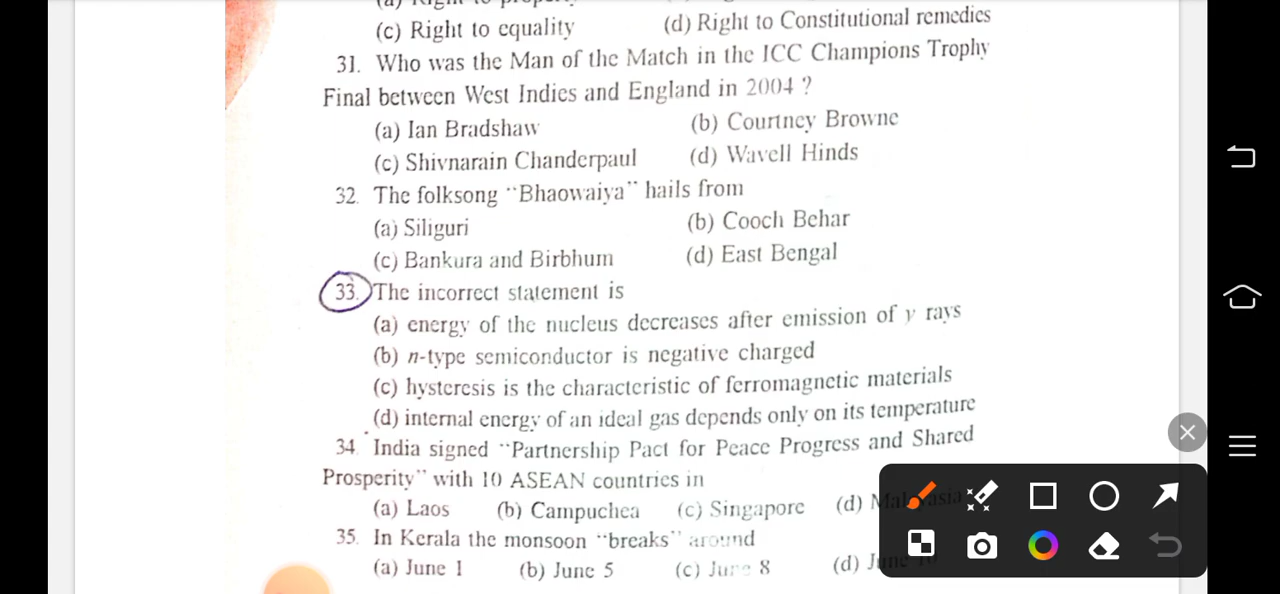 (c) Right to equality (d) Right to Constitutional remedies
31. Who was the Man of the Match in the ICC Champions Trophy
Final between West Indies and England in 2004 ?
(a) Ian Bradshaw (b) Courtney Browne
(c) Shivnarain Chanderpaul (d) Wavell Hinds
32. The folksong "Bhaowaiya" hails from
(a) Siliguri (b) Cooch Behar
(c) Bankura and Birbhum (d) East Bengal
33. The incorrect statement is
(a) energy of the nucleus decreases after emission of γ rays
(b) n-type semiconductor is negative charged
(c) hysteresis is the characteristic of ferromagnetic materials
(d) internal energy of an ideal gas depends only on its temperature
34. India signed "Partnership Pact for Peace Progress and Shared
Prosperity" with 10 ASEAN countries in
(a) Laos (b) Campuchea (c) Singapore (d)
35. In Kerala the monsoon "breaks" around
(a) June 1 (b) June 5 (c) June 8 (d)